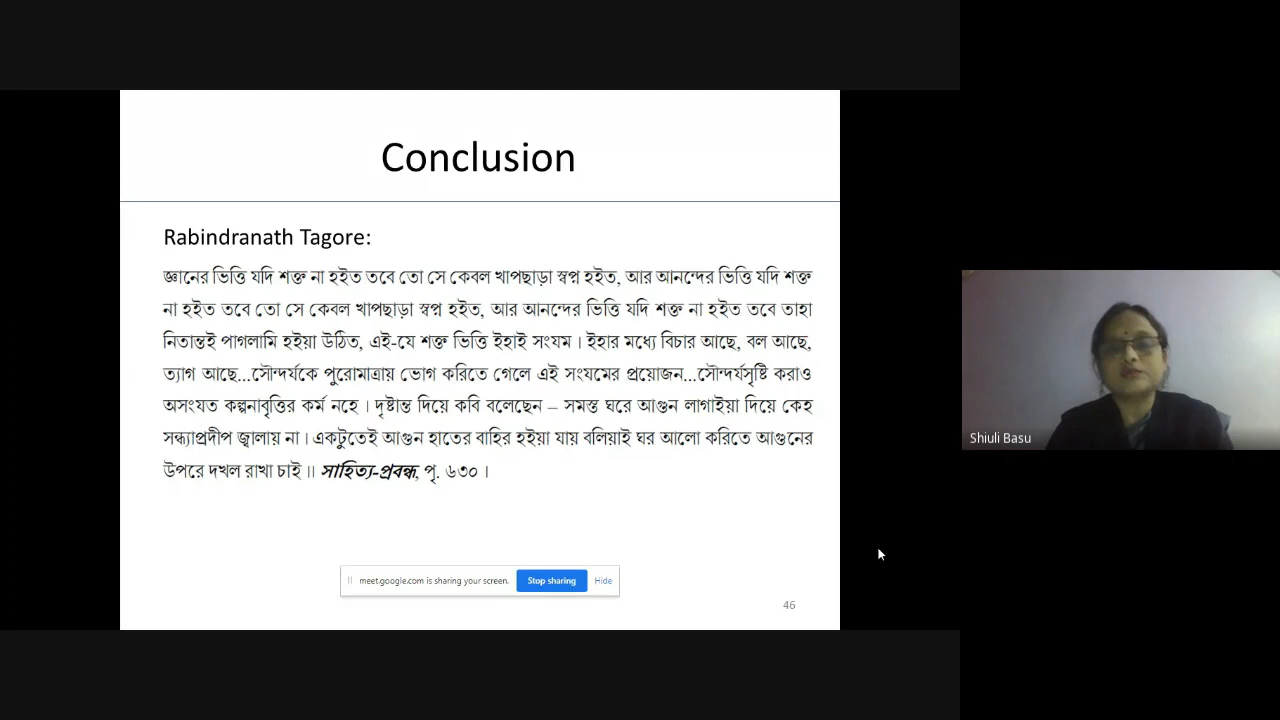 Conclusion
Rabindranath Tagore:
জ্ঞানের ভিত্তি যদি শক্ত না হইত তবে তো সে কেবল খাপছাড়া স্বপ্ন হইত, আর আনন্দের ভিত্তি যদি শক্ত
না হইত তবে তো সে কেবল খাপছাড়া স্বপ্ন হইত, আর আনন্দের ভিত্তি যদি শক্ত না হইত তবে তাহা
নিতান্তই পাগলামি হইয়া উঠিত, এই-যে শক্ত ভিত্তি ইহাই সংযম। ইহার মধ্যে বিচার আছে, বল আছে,
ত্যাগ আছে...সৌন্দর্যকে পুরোমাত্রায় ভোগ করিতে গেলে এই সংযমের প্রয়োজন...সৌন্দর্যসৃষ্টি করাও
অসংযত কল্পনাবৃত্তির কর্ম নহে। দৃষ্টান্ত দিয়ে কবি বলেছেন – সমস্ত ঘরে আগুন লাগাইয়া দিয়ে কেহ
সন্ধ্যাপ্রদীপ জ্বালায় না। একটুতেই আগুন হাতের বাহির হইয়া যায় বলিয়াই ঘর আলো করিতে আগুনের
উপরে দখল রাখা চাই॥ সাহিত্য-প্রবন্ধ, পৃ. ৬৩০।
meet.google.com is sharing your screen. Stop sharing Hide
46
Shiuli Basu